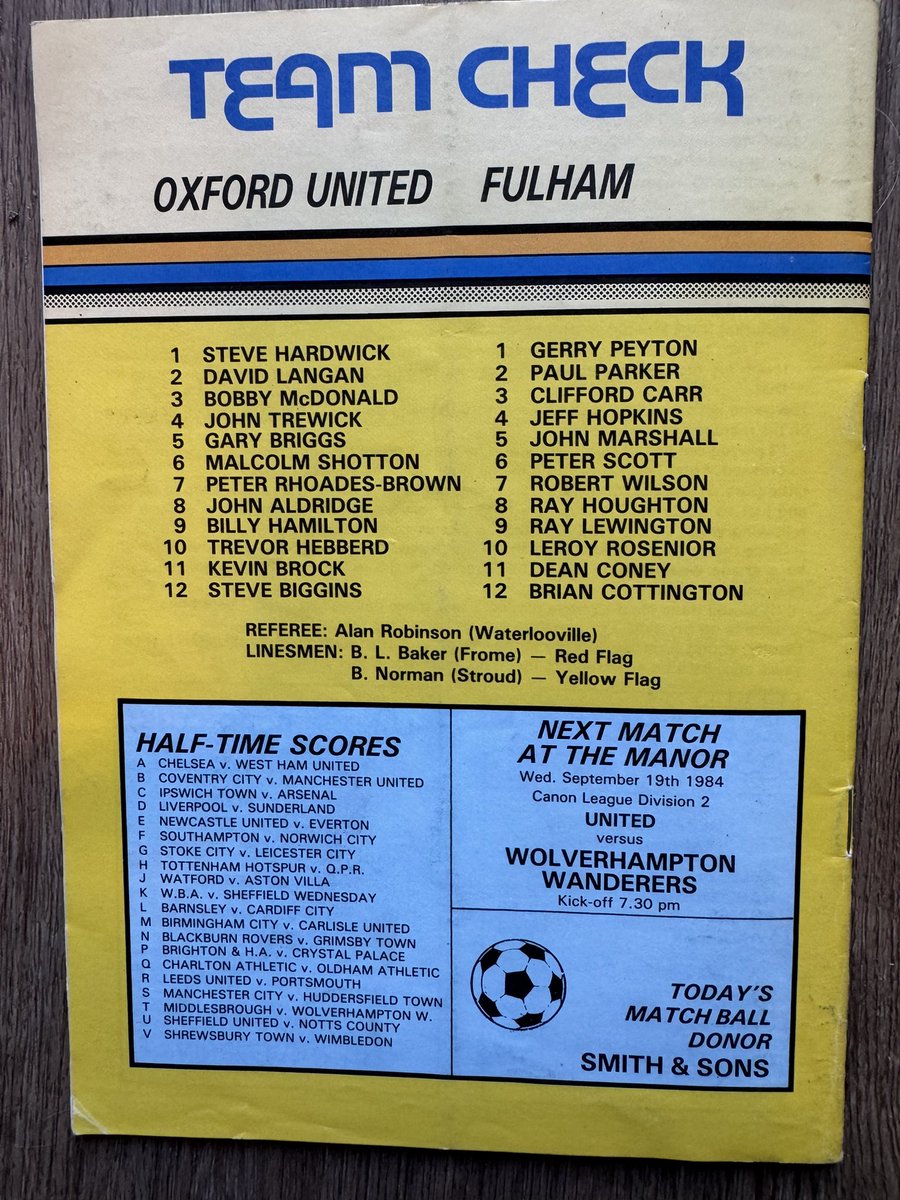 TEAM CHECK
OXFORD UNITED FULHAM
1 STEVE HARDWICK
2 DAVID LANGAN
3 BOBBY McDONALD
4 JOHN TREWICK
5 GARY BRIGGS
6 MALCOLM SHOTTON
7 PETER RHOADES-BROWN
8 JOHN ALDRIDGE
9 BILLY HAMILTON
10 TREVOR HEBBERD
11 KEVIN BROCK
12 STEVE BIGGINS
1 GERRY PEYTON
2 PAUL PARKER
3 CLIFFORD CARR
4 JEFF HOPKINS
5 JOHN MARSHALL
6 PETER SCOTT
7 ROBERT WILSON
8 RAY HOUGHTON
9 RAY LEWINGTON
10 LEROY ROSENIOR
11 DEAN CONEY
12 BRIAN COTTINGTON
REFEREE: Alan Robinson (Waterlooville)
LINESMEN: B. L. Baker (Frome) — Red Flag
B. Norman (Stroud) — Yellow Flag
HALF-TIME SCORES
A CHELSEA v. WEST HAM UNITED
B COVENTRY CITY v. MANCHESTER UNITED
C IPSWICH TOWN v. ARSENAL
D LIVERPOOL v. SUNDERLAND
E NEWCASTLE UNITED v. EVERTON
F SOUTHAMPTON v. NORWICH CITY
G STOKE CITY v. LEICESTER CITY
H TOTTENHAM HOTSPUR v. Q.P.R.
J WATFORD v. ASTON VILLA
K W.B.A. v. SHEFFIELD WEDNESDAY
L BARNSLEY v. CARDIFF CITY
M BIRMINGHAM CITY v. CARLISLE UNITED
N BLACKBURN ROVERS v. GRIMSBY TOWN
P BRIGHTON & H.A. v. CRYSTAL PALACE
Q CHARLTON ATHLETIC v. OLDHAM ATHLETIC
R LEEDS UNITED v. PORTSMOUTH
S MANCHESTER CITY v. HUDDERSFIELD TOWN
T MIDDLESBROUGH v. WOLVERHAMPTON W.
U SHEFFIELD UNITED v. NOTTS COUNTY
V SHREWSBURY TOWN v. WIMBLEDON
NEXT MATCH
AT THE MANOR
Wed. September 19th 1984
Canon League Division 2
UNITED
versus
WOLVERHAMPTON
WANDERERS
Kick-off 7.30 pm
TODAY'S
MATCH BALL
DONOR
SMITH & SONS